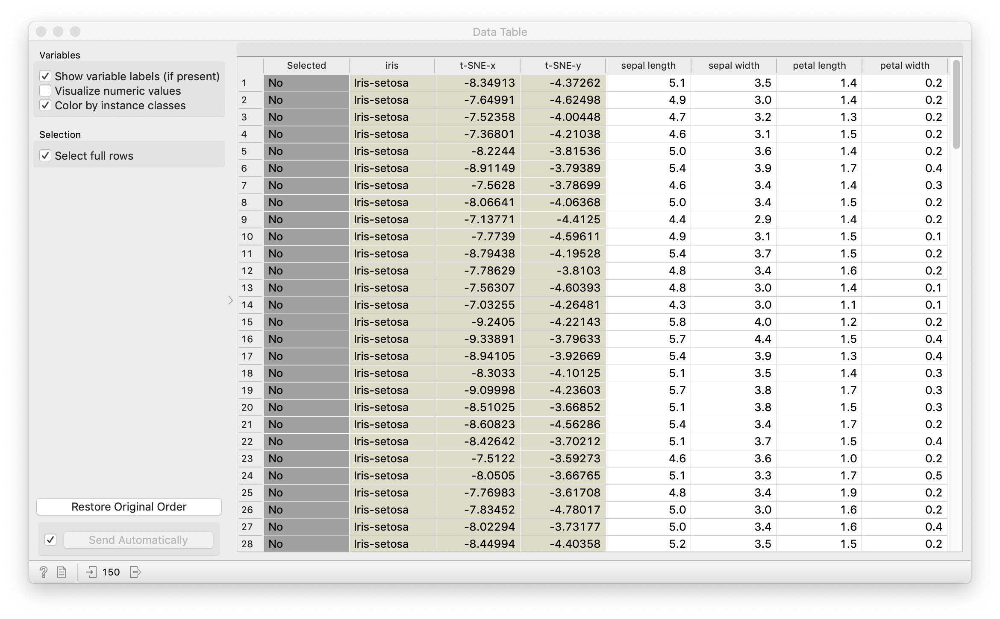 Data Table
Variables
Show variable labels (if present)
Visualize numeric values
Color by instance classes
Selection
Select full rows
Restore Original Order
Send Automatically
Selected iris t-SNE-x t-SNE-y sepal length sepal width petal length petal width
1 No Iris-setosa -8.34913 -4.37262 5.1 3.5 1.4 0.2
2 No Iris-setosa -7.64991 -4.62498 4.9 3.0 1.4 0.2
3 No Iris-setosa -7.52358 -4.00448 4.7 3.2 1.3 0.2
4 No Iris-setosa -7.36801 -4.21038 4.6 3.1 1.5 0.2
5 No Iris-setosa -8.2244 -3.81536 5.0 3.6 1.4 0.2
6 No Iris-setosa -8.91149 -3.79389 5.4 3.9 1.7 0.4
7 No Iris-setosa -7.5628 -3.78699 4.6 3.4 1.4 0.3
8 No Iris-setosa -8.06641 -4.06368 5.0 3.4 1.5 0.2
9 No Iris-setosa -7.13771 -4.4125 4.4 2.9 1.4 0.2
10 No Iris-setosa -7.7739 -4.59611 4.9 3.1 1.5 0.1
11 No Iris-setosa -8.79438 -4.19528 5.4 3.7 1.5 0.2
12 No Iris-setosa -7.78629 -3.8103 4.8 3.4 1.6 0.2
13 No Iris-setosa -7.56307 -4.60393 4.8 3.0 1.4 0.1
14 No Iris-setosa -7.03255 -4.26481 4.3 3.0 1.1 0.1
15 No Iris-setosa -9.2405 -4.22143 5.8 4.0 1.2 0.2
16 No Iris-setosa -9.33891 -3.79633 5.7 4.4 1.5 0.4
17 No Iris-setosa -8.94105 -3.92669 5.4 3.9 1.3 0.4
18 No Iris-setosa -8.3033 -4.10125 5.1 3.5 1.4 0.3
19 No Iris-setosa -9.09998 -4.23603 5.7 3.8 1.7 0.3
20 No Iris-setosa -8.51025 -3.66852 5.1 3.8 1.5 0.3
21 No Iris-setosa -8.60823 -4.56286 5.4 3.4 1.7 0.2
22 No Iris-setosa -8.42642 -3.70212 5.1 3.7 1.5 0.4
23 No Iris-setosa -7.5122 -3.59273 4.6 3.6 1.0 0.2
24 No Iris-setosa -8.0505 -3.66765 5.1 3.3 1.7 0.5
25 No Iris-setosa -7.76983 -3.61708 4.8 3.4 1.9 0.2
26 No Iris-setosa -7.83452 -4.78017 5.0 3.0 1.6 0.2
27 No Iris-setosa -8.02294 -3.73177 5.0 3.4 1.6 0.4
28 No Iris-setosa -8.44994 -4.40358 5.2 3.5 1.5 0.2
? 150